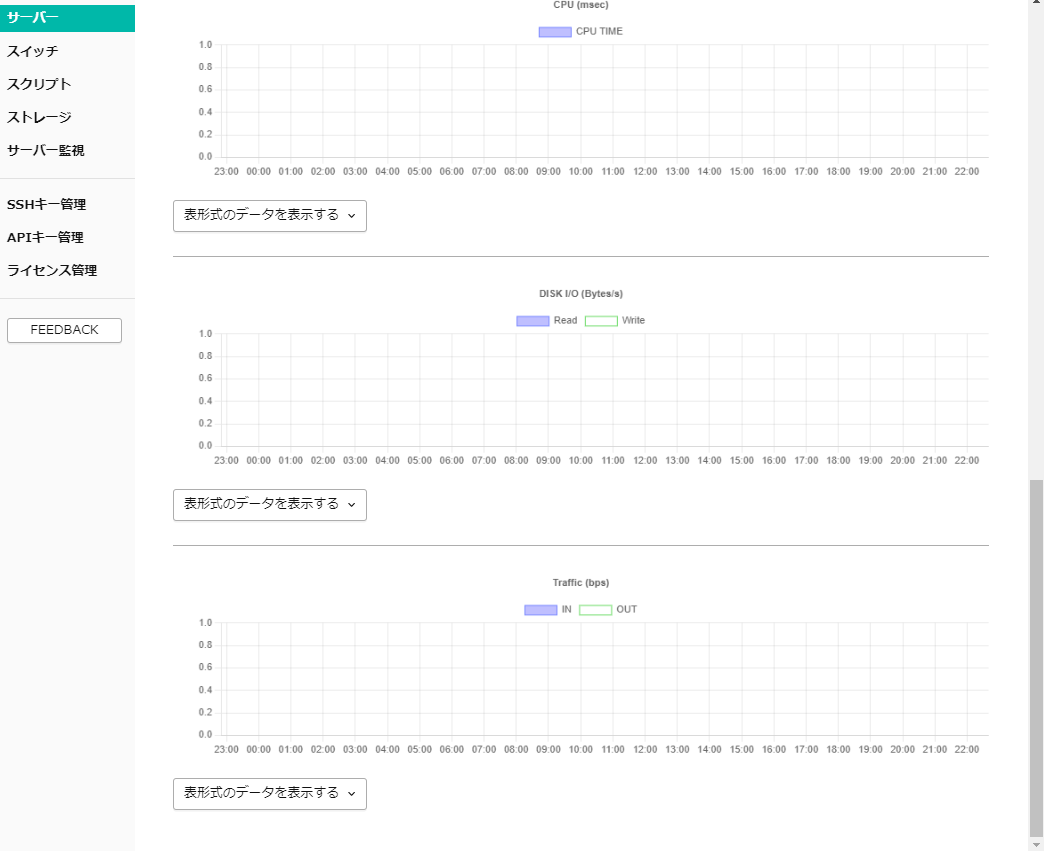 サーバー
スイッチ
スクリプト
ストレージ
サーバー監視
SSHキー管理
APIキー管理
ライセンス管理
FEEDBACK
CPU (msec)
CPU TIME
1.0
0.8
0.6
0.4
0.2
0.0
23:00 00:00 01:00 02:00 03:00 04:00 05:00 06:00 07:00 08:00 09:00 10:00 11:00 12:00 13:00 14:00 15:00 16:00 17:00 18:00 19:00 20:00 21:00 22:00
表形式のデータを表示する
DISK I/O (Bytes/s)
Read Write
1.0
0.8
0.6
0.4
0.2
0.0
23:00 00:00 01:00 02:00 03:00 04:00 05:00 06:00 07:00 08:00 09:00 10:00 11:00 12:00 13:00 14:00 15:00 16:00 17:00 18:00 19:00 20:00 21:00 22:00
表形式のデータを表示する
Traffic (bps)
IN OUT
1.0
0.8
0.6
0.4
0.2
0.0
23:00 00:00 01:00 02:00 03:00 04:00 05:00 06:00 07:00 08:00 09:00 10:00 11:00 12:00 13:00 14:00 15:00 16:00 17:00 18:00 19:00 20:00 21:00 22:00
表形式のデータを表示する